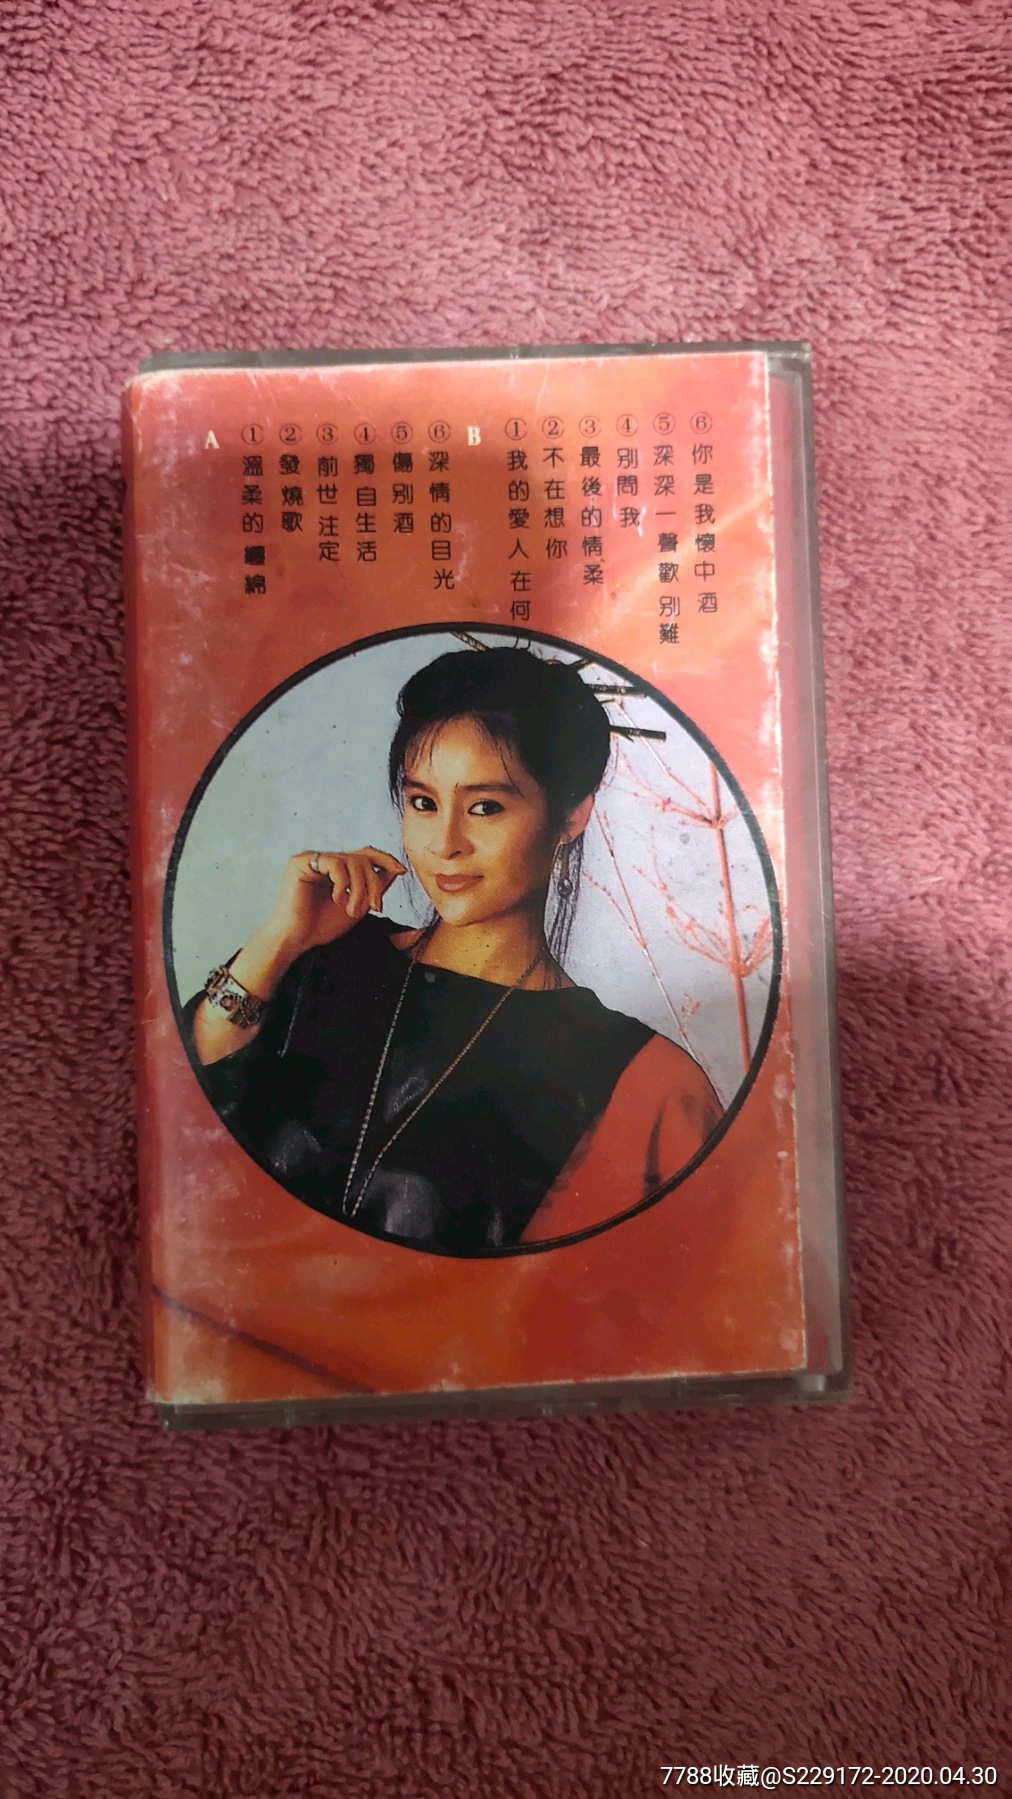 A
①溫柔的纏綿
②發燒歌
③前世注定
④獨自生活
⑤傷別酒
⑥深情的目光
B
①我的愛人在何
②不在想你
③最後的情柔
④別問我
⑤深深一聲歡別難
⑥你是我懷中酒
7788收藏@S229172-2020.04.30